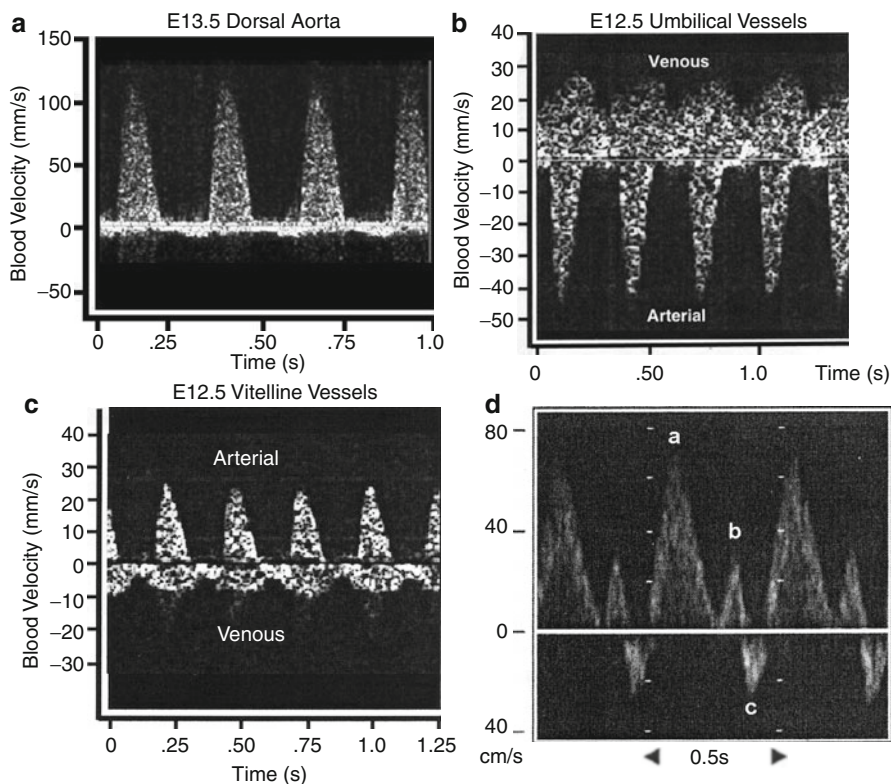 a
E13.5 Dorsal Aorta
150
100
50
0
–50
Blood Velocity (mm/s)
0 .25 .50 .75 1.0
Time (s)
b
E12.5 Umbilical Vessels
40
30
20
10
0
–10
–20
–30
–40
–50
Blood Velocity (mm/s)
Venous
Arterial
0 .50 1.0 Time (s)
c
E12.5 Vitelline Vessels
40
30
20
10
0
–10
–20
–30
Blood Velocity (mm/s)
Arterial
Venous
0 .25 .50 .75 1.0 1.25
Time (s)
d
80
40
0
40
cm/s
a
b
c
0.5s